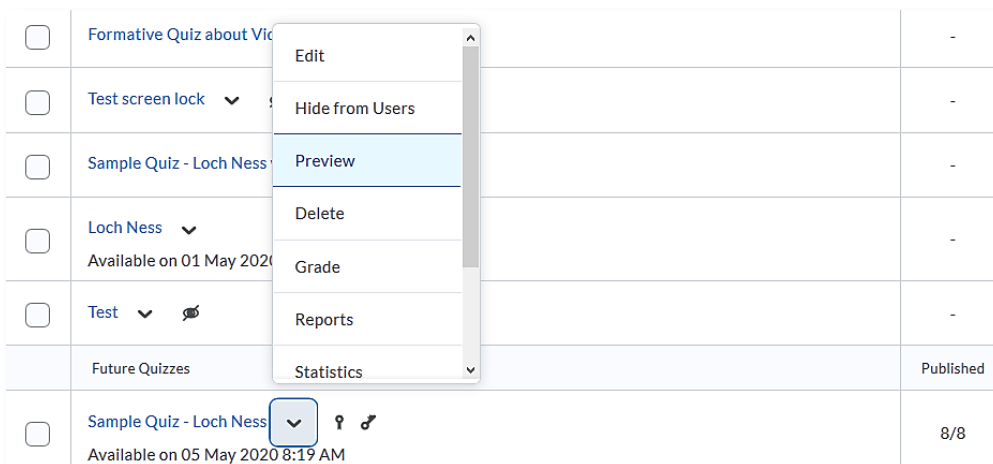 Formative Quiz about
-
Test screen lock
-
Sample Quiz - Loch Ness
-
Loch Ness
Available on 01 May
-
Test
-
Edit
Hide from Users
Preview
Delete
Grade
Reports
Statistics
Future Quizzes Published
Sample Quiz - Loch Ness
Available on 05 May 2020 8:19 AM
8/8